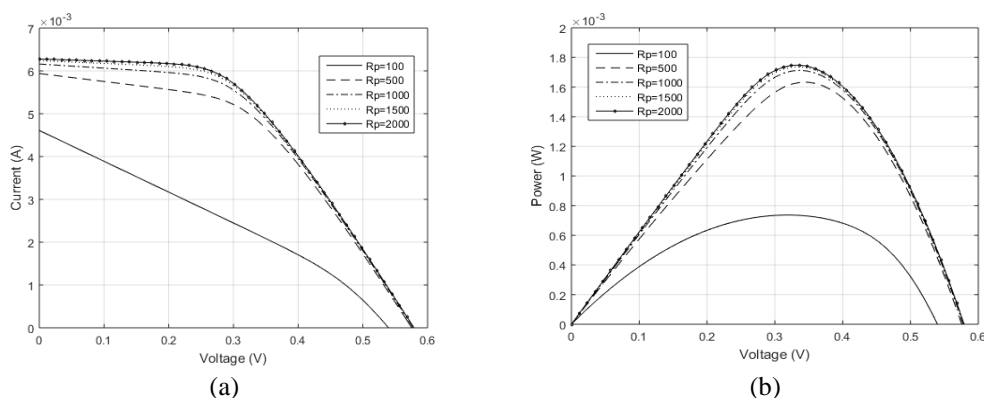 ×10⁻³
7
6
5
4
3
2
1
0
Current (A)
0 0.1 0.2 0.3 0.4 0.5 0.6
Voltage (V)
Rp=100
Rp=500
Rp=1000
Rp=1500
Rp=2000
(a)
×10⁻³
2
1.8
1.6
1.4
1.2
1
0.8
0.6
0.4
0.2
0
Power (W)
0 0.1 0.2 0.3 0.4 0.5 0.6
Voltage (V)
Rp=100
Rp=500
Rp=1000
Rp=1500
Rp=2000
(b)